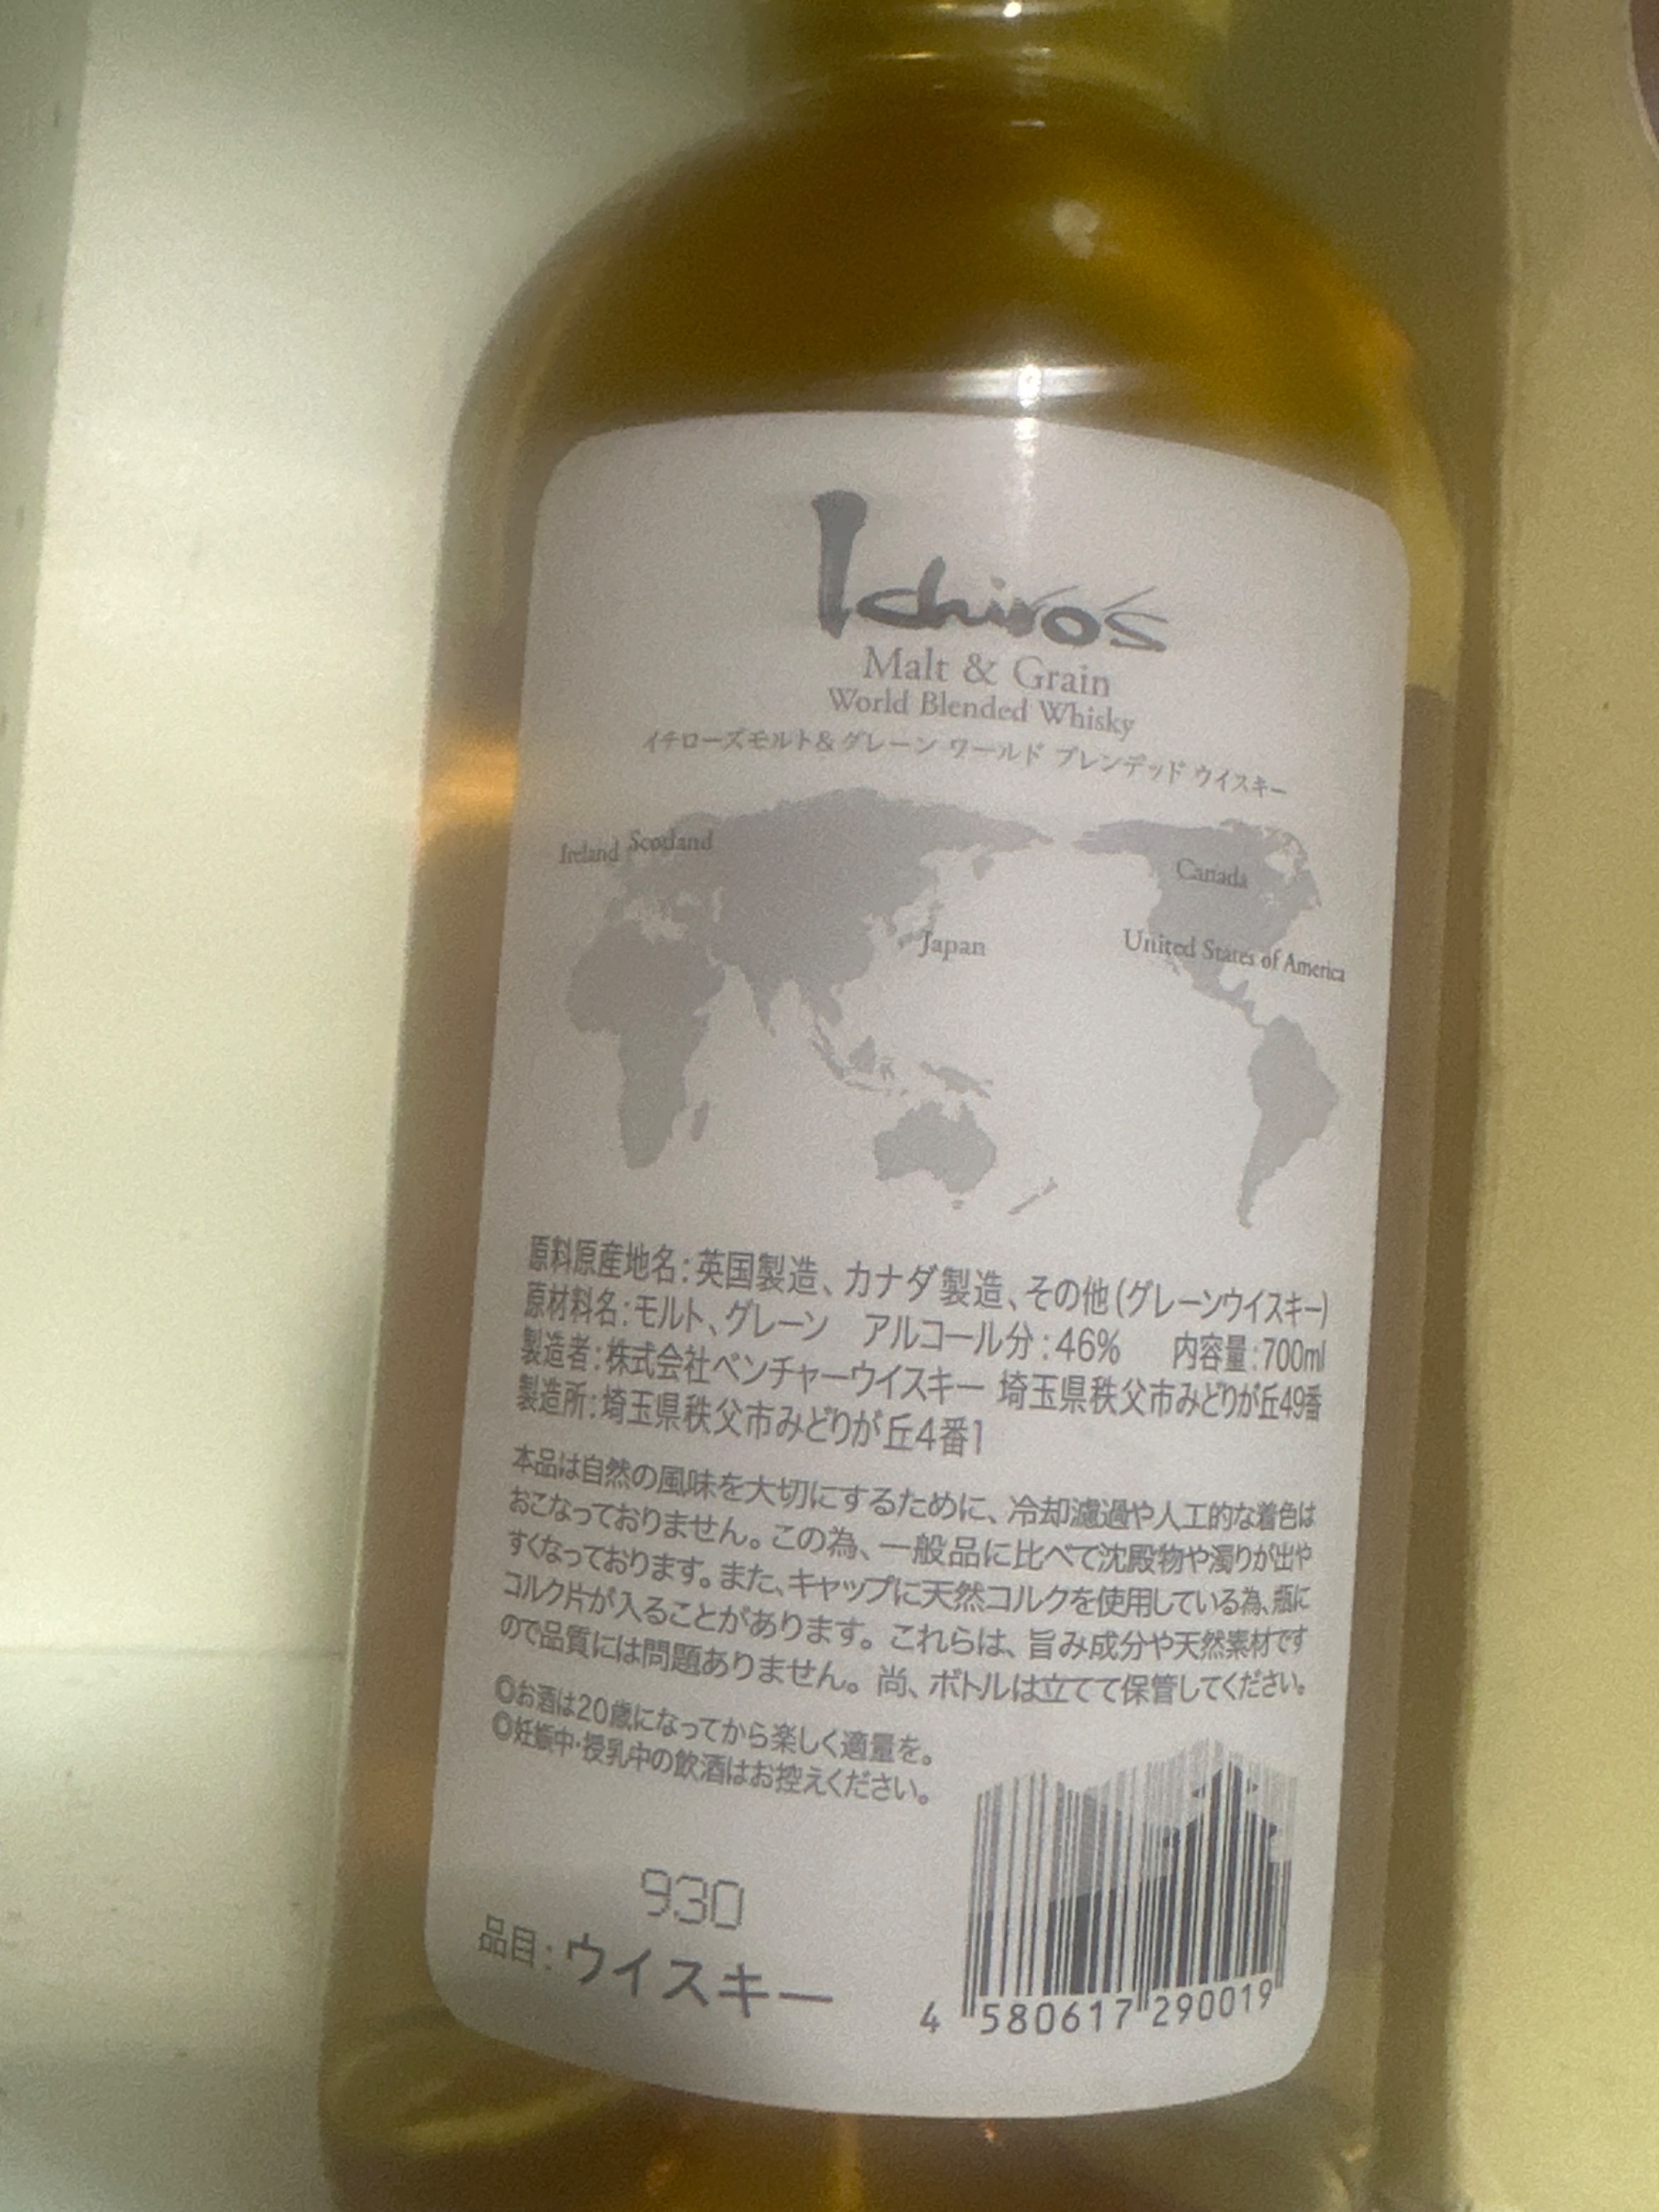 Ichiro's
Malt & Grain
World Blended Whisky
イチローズモルト&グレーン ワールド ブレンデッド ウイスキー
Ireland Scotland
Canada
Japan
United States of America
原料原産地名:英国製造、カナダ製造、その他(グレーンウイスキー)
原材料名:モルト、グレーン アルコール分:46% 内容量:700ml
製造者:株式会社ベンチャーウイスキー 埼玉県秩父市みどりが丘49番
製造所:埼玉県秩父市みどりが丘4番1
本品は自然の風味を大切にするために、冷却濾過や人工的な着色は
おこなっておりません。この為、一般品に比べて沈殿物や濁りが出や
すくなっております。また、キャップに天然コルクを使用している為、瓶に
コルク片が入ることがあります。これらは、旨み成分や天然素材です
ので品質には問題ありません。尚、ボトルは立てて保管してください。
◎お酒は20歳になってから楽しく適量を。
◎妊娠中・授乳中の飲酒はお控えください。
930
品目:ウイスキー
4 580617 290019